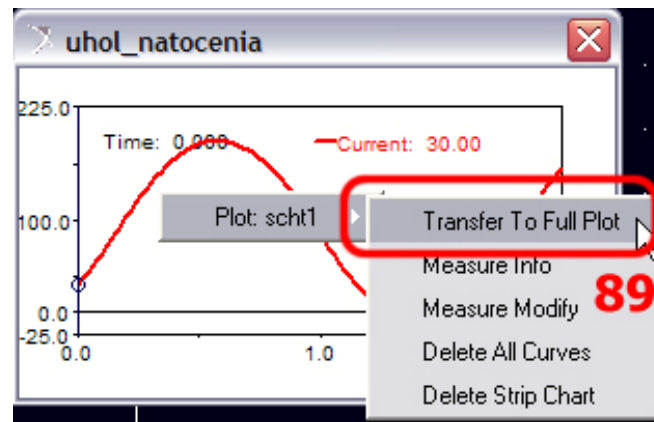 uhol_natocenia
225.0
Time: 0.000 Current: 30.00
Plot: scht1
Transfer To Full Plot
100.0
Measure Info
89
Measure Modify
0.0
-25.0
0.0 1.0
Delete All Curves
Delete Strip Chart